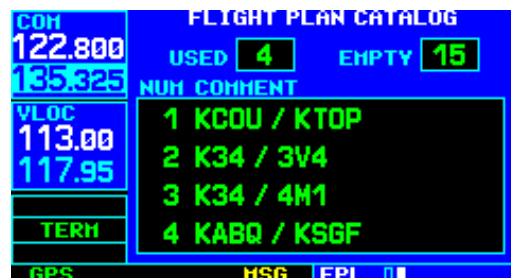 COM
122.800
135.325
VLOC
113.00
117.95
TERM
GPS
FLIGHT PLAN CATALOG
USED 4 EMPTY 15
NUM COMMENT
1 KCOU / KTOP
2 K34 / 3V4
3 K34 / 4M1
4 KABQ / KSGF
MSG
FPL